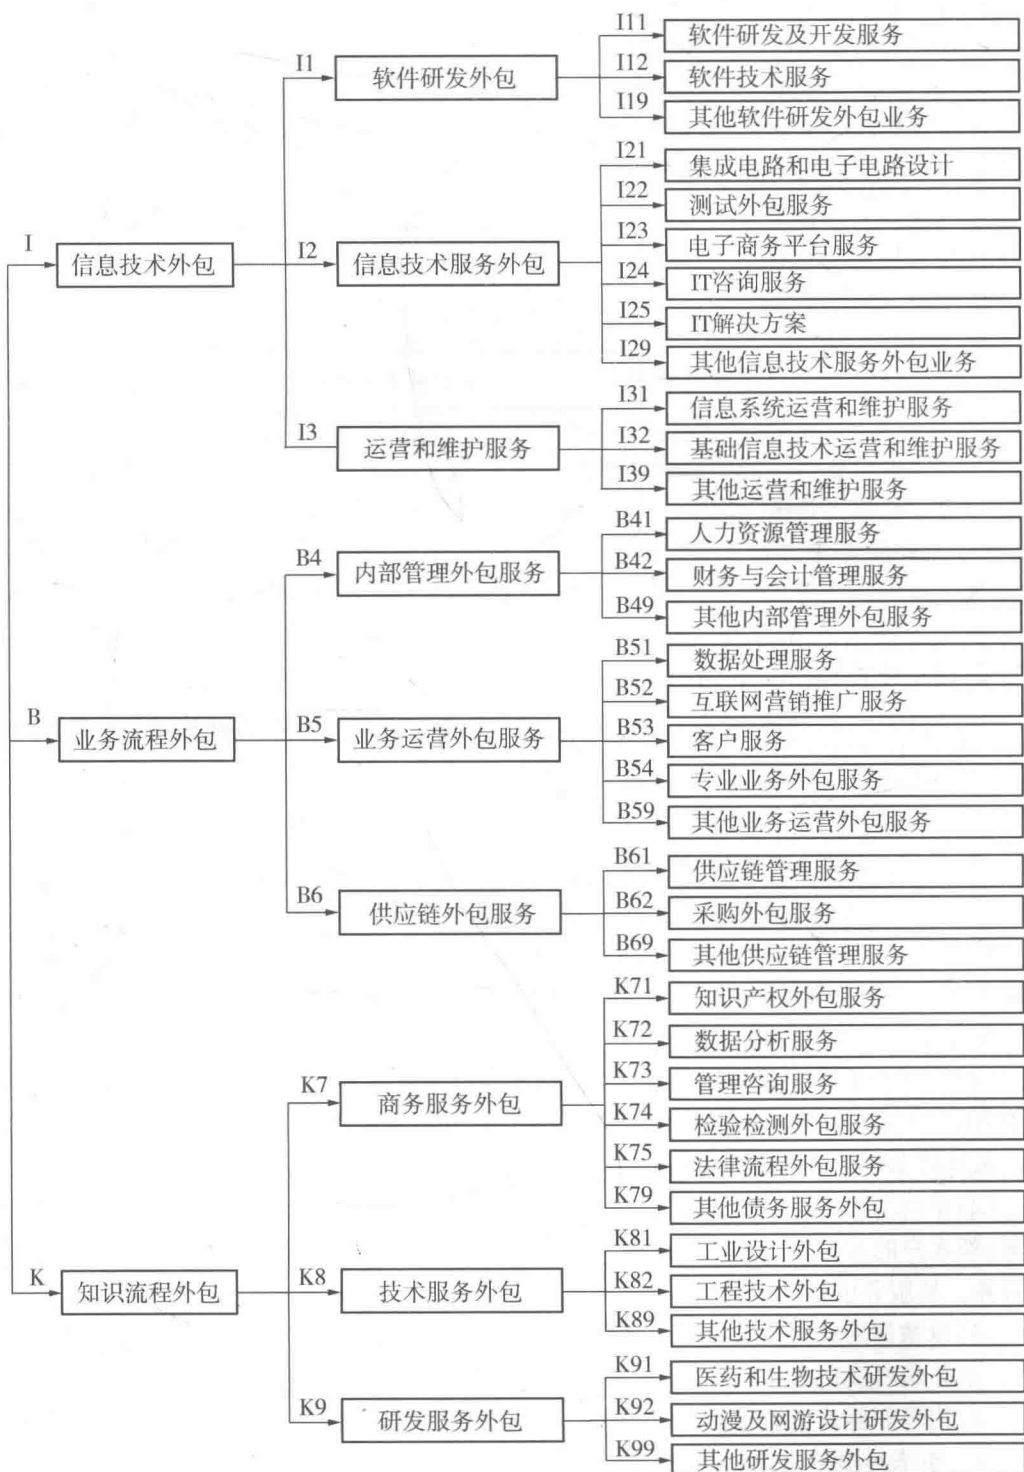 I 信息技术外包
I1 软件研发外包
I11 软件研发及开发服务
I12 软件技术服务
I19 其他软件研发外包业务
I2 信息技术服务外包
I21 集成电路和电子电路设计
I22 测试外包服务
I23 电子商务平台服务
I24 IT咨询服务
I25 IT解决方案
I29 其他信息技术服务外包业务
I3 运营和维护服务
I31 信息系统运营和维护服务
I32 基础信息技术运营和维护服务
I39 其他运营和维护服务
B 业务流程外包
B4 内部管理外包服务
B41 人力资源管理服务
B42 财务与会计管理服务
B49 其他内部管理外包服务
B5 业务运营外包服务
B51 数据处理服务
B52 互联网营销推广服务
B53 客户服务
B54 专业业务外包服务
B59 其他业务运营外包服务
B6 供应链外包服务
B61 供应链管理服务
B62 采购外包服务
B69 其他供应链管理服务
K 知识流程外包
K7 商务服务外包
K71 知识产权外包服务
K72 数据分析服务
K73 管理咨询服务
K74 检验检测外包服务
K75 法律流程外包服务
K79 其他债务服务外包
K8 技术服务外包
K81 工业设计外包
K82 工程技术外包
K89 其他技术服务外包
K9 研发服务外包
K91 医药和生物技术研发外包
K92 动漫及网游设计研发外包
K99 其他研发服务外包